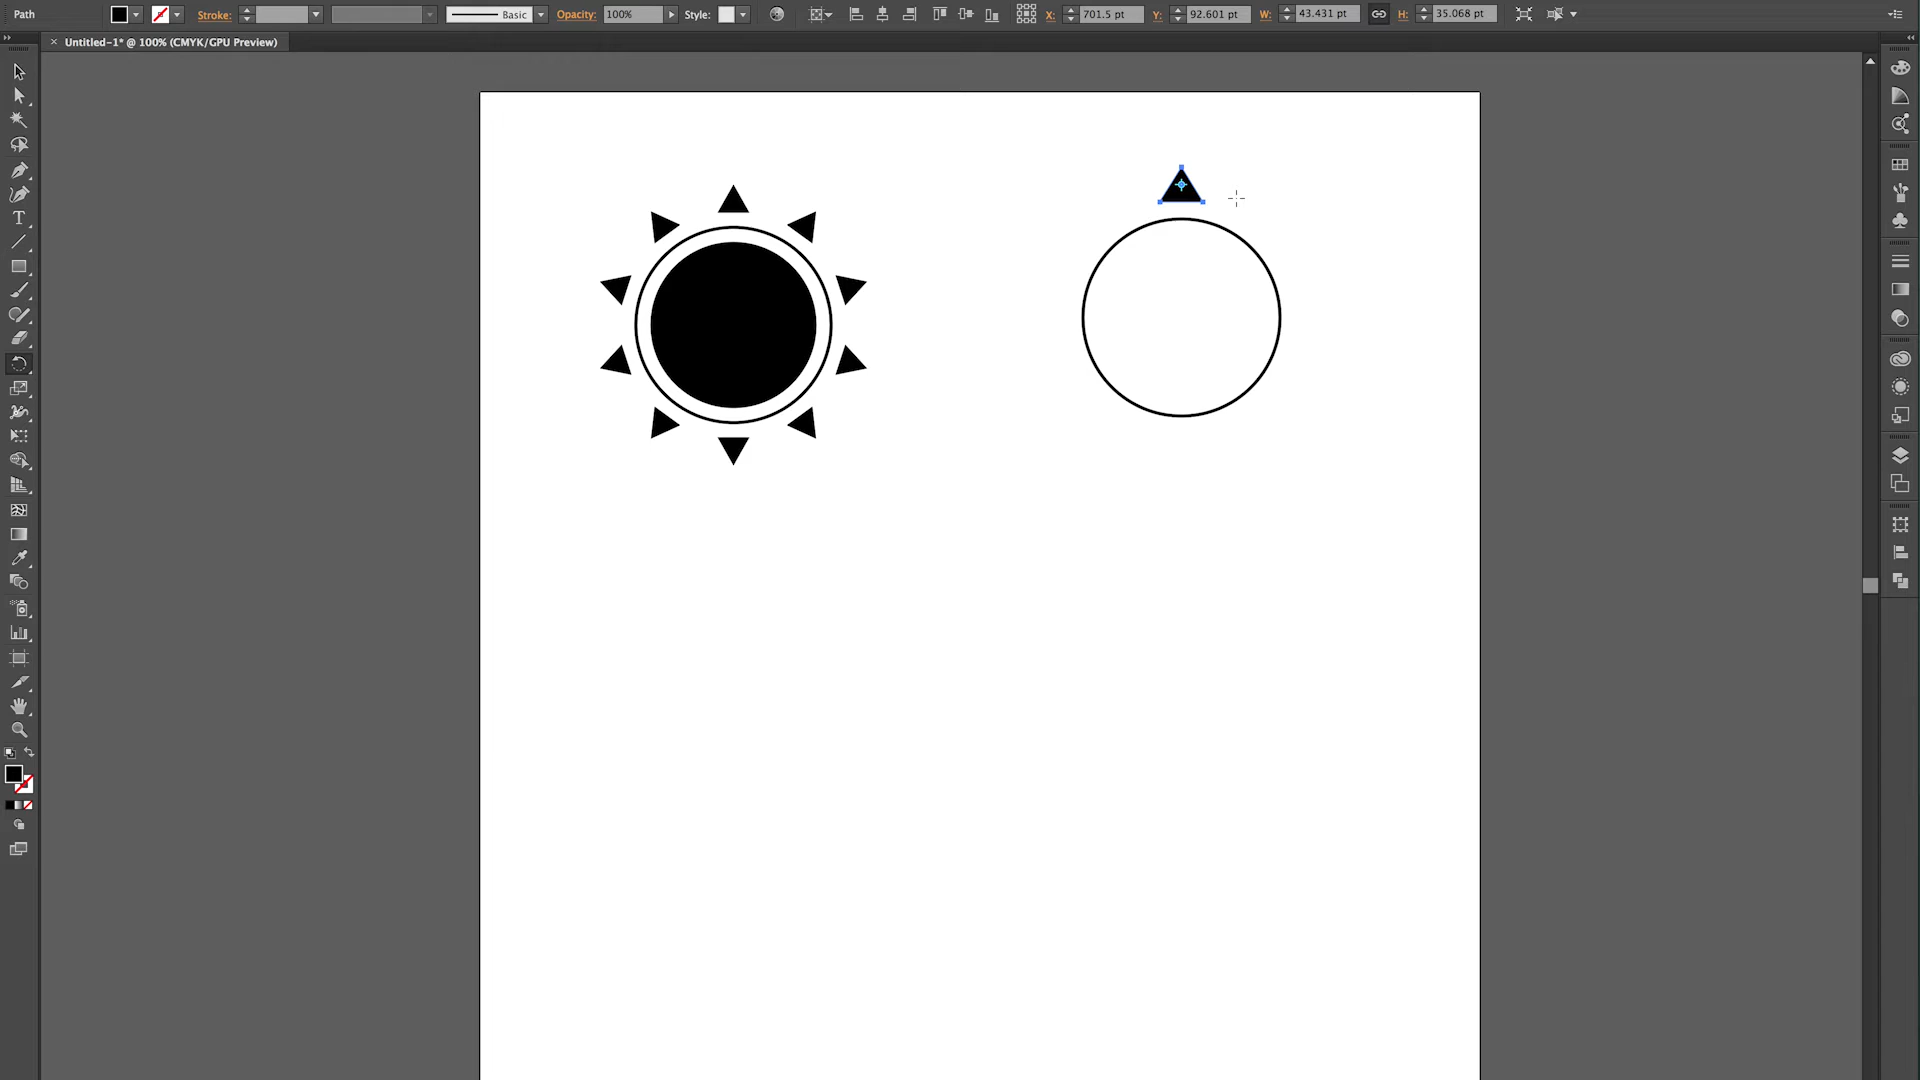 Path Stroke: Basic Opacity: 100% Style: X: 701.5 pt Y: 92.601 pt W: 43.431 pt H: 35.068 pt
× Untitled-1* @ 100% (CMYK/GPU Preview)
T